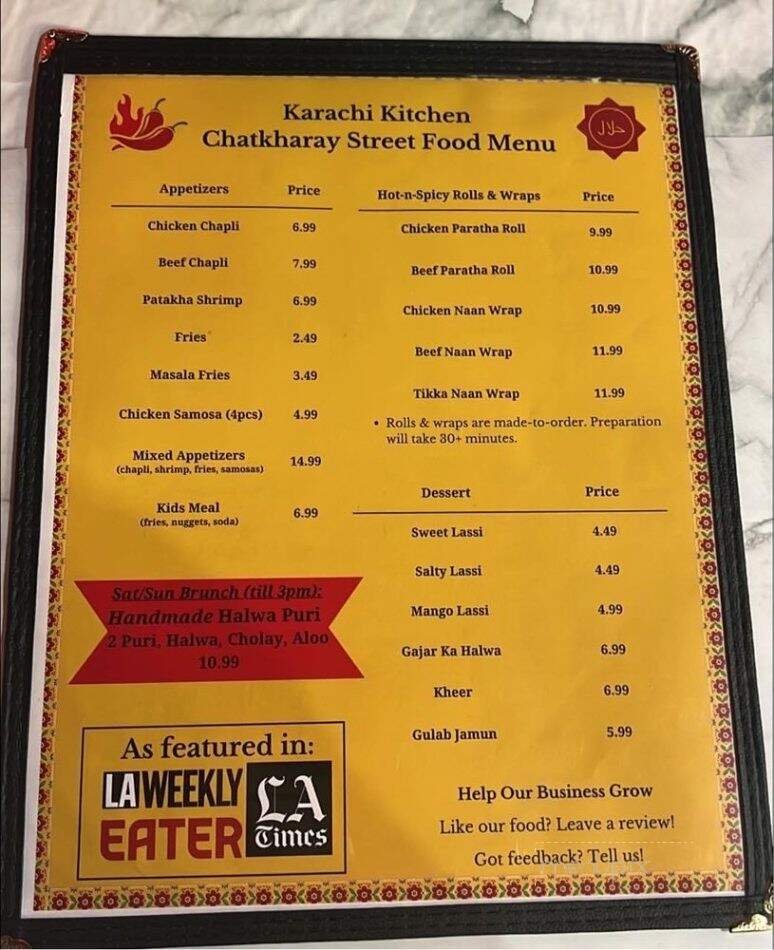 Karachi Kitchen
Chatkharay Street Food Menu
حلال
Appetizers Price
Chicken Chapli 6.99
Beef Chapli 7.99
Patakha Shrimp 6.99
Fries 2.49
Masala Fries 3.49
Chicken Samosa (4pcs) 4.99
Mixed Appetizers 14.99
(chapli, shrimp, fries, samosas)
Kids Meal 6.99
(fries, nuggets, soda)
Sat/Sun Brunch (till 3pm):
Handmade Halwa Puri
2 Puri, Halwa, Cholay, Aloo
10.99
As featured in:
LA WEEKLY
EATER
LA
Times
Hot-n-Spicy Rolls & Wraps Price
Chicken Paratha Roll 9.99
Beef Paratha Roll 10.99
Chicken Naan Wrap 10.99
Beef Naan Wrap 11.99
Tikka Naan Wrap 11.99
• Rolls & wraps are made-to-order. Preparation
will take 30+ minutes.
Dessert Price
Sweet Lassi 4.49
Salty Lassi 4.49
Mango Lassi 4.99
Gajar Ka Halwa 6.99
Kheer 6.99
Gulab Jamun 5.99
Help Our Business Grow
Like our food? Leave a review!
Got feedback? Tell us!